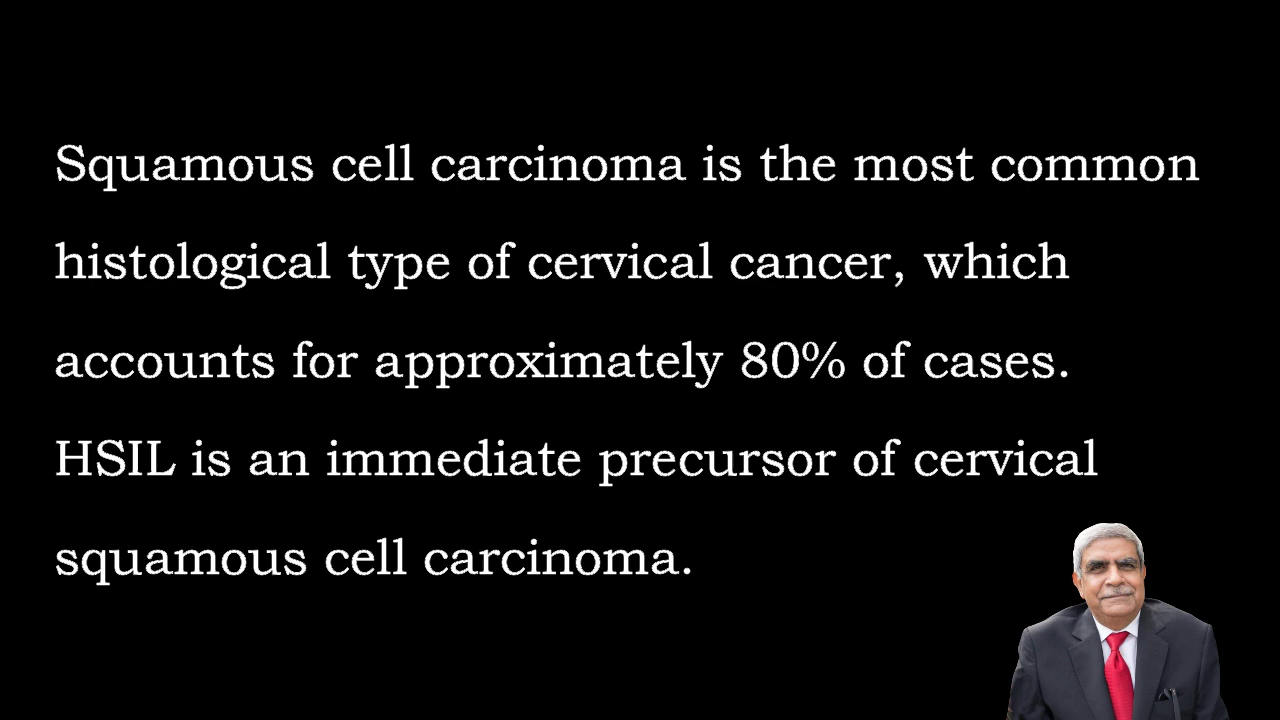 Squamous cell carcinoma is the most common
histological type of cervical cancer, which
accounts for approximately 80% of cases.
HSIL is an immediate precursor of cervical
squamous cell carcinoma.